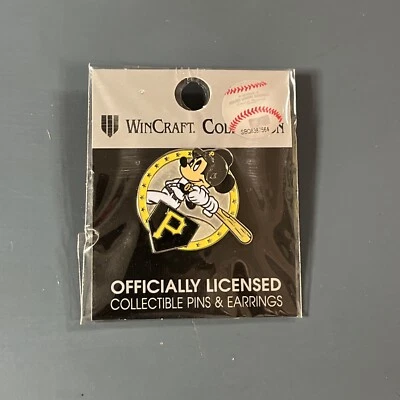 WINCRAFT. COLLECTION
P
OFFICIALLY LICENSED
COLLECTIBLE PINS & EARRINGS